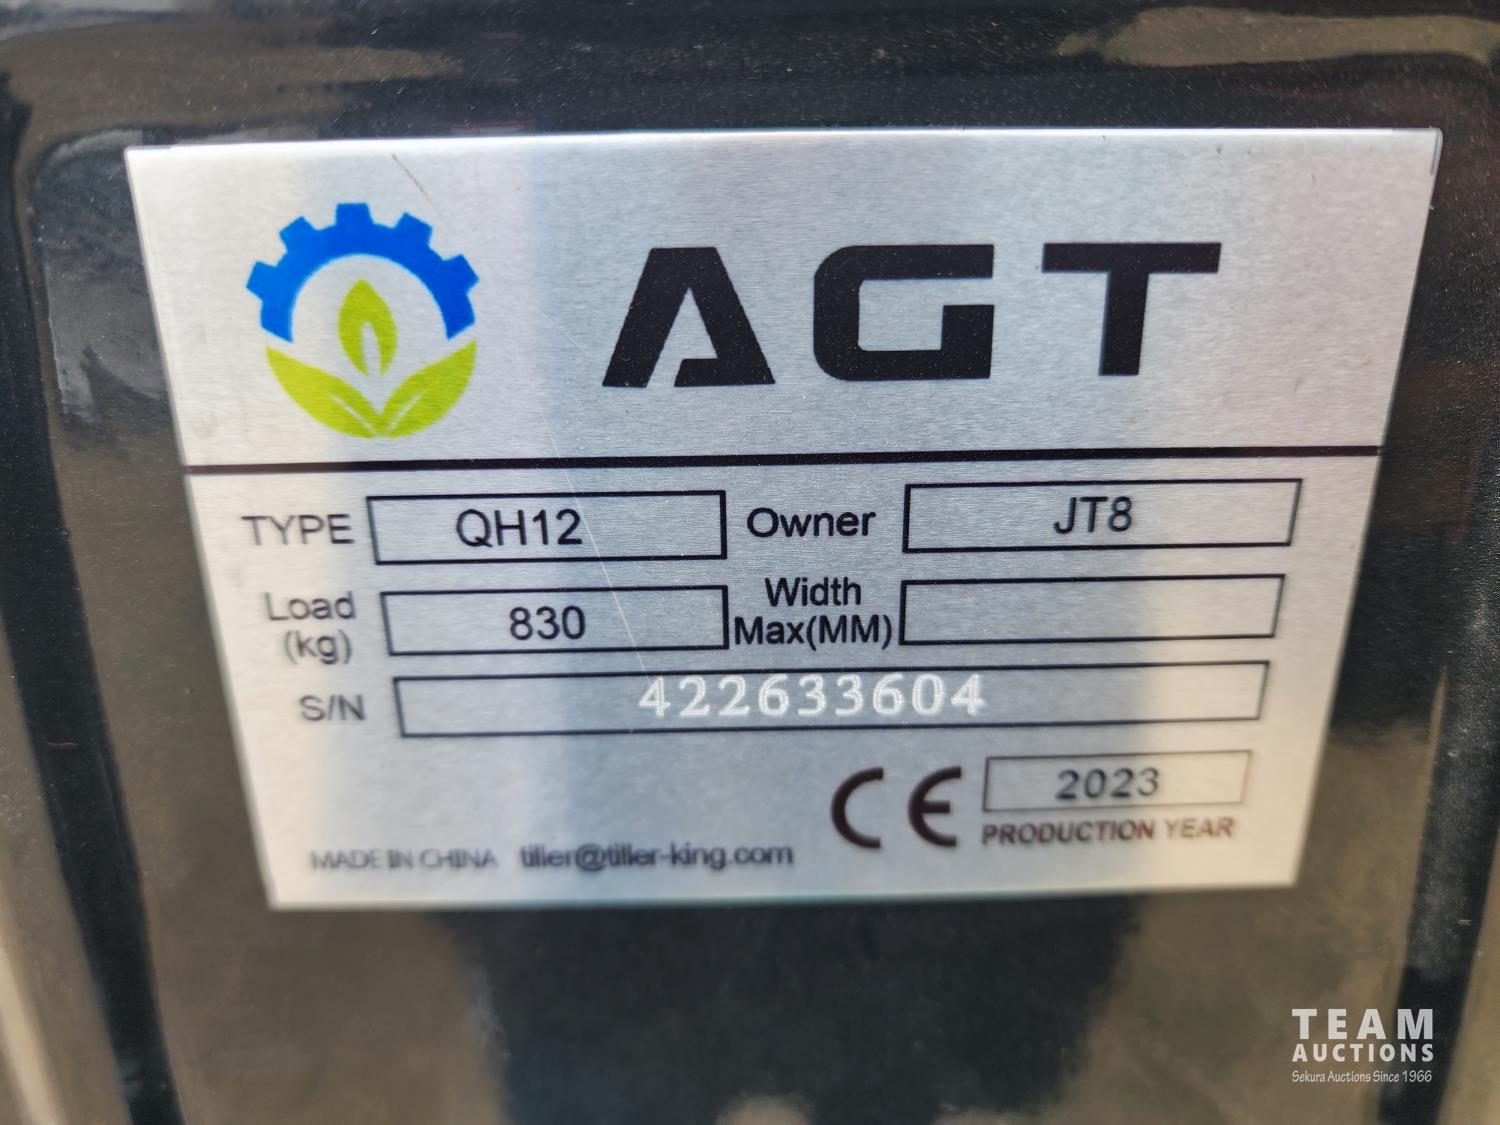 AGT
TYPE QH12 Owner JT8
Load (kg) 830 Width Max(MM)
S/N 422633604
CE 2023
PRODUCTION YEAR
MADE IN CHINA tiller@tiller-king.com
TEAM
AUCTIONS
Sekura Auctions Since 1966